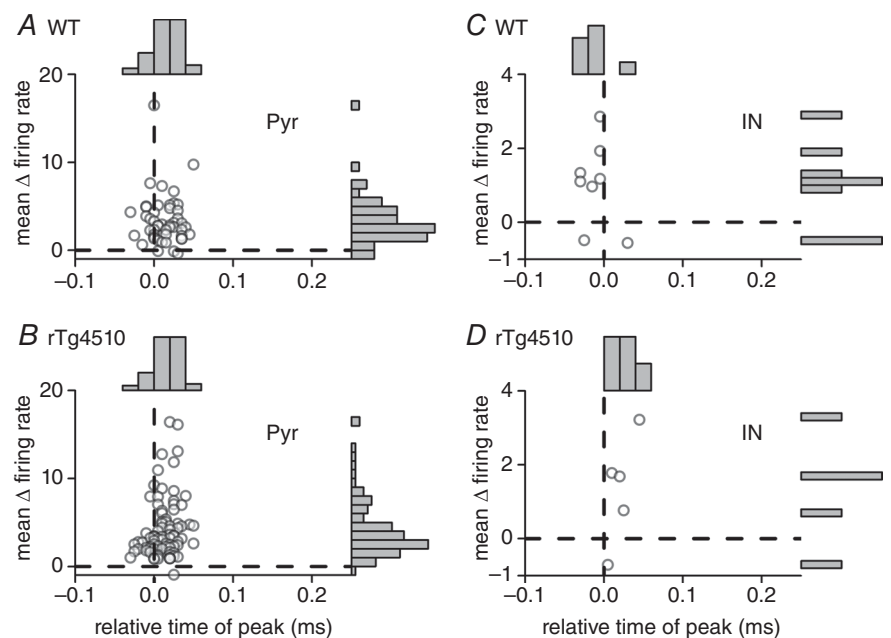 A WT
20
10
0
mean Δ firing rate
Pyr
−0.1 0.0 0.1 0.2
C WT
4
2
0
−1
mean Δ firing rate
IN
−0.1 0.0 0.1 0.2
B rTg4510
20
10
0
mean Δ firing rate
Pyr
−0.1 0.0 0.1 0.2
relative time of peak (ms)
D rTg4510
4
2
0
−1
mean Δ firing rate
IN
−0.1 0.0 0.1 0.2
relative time of peak (ms)